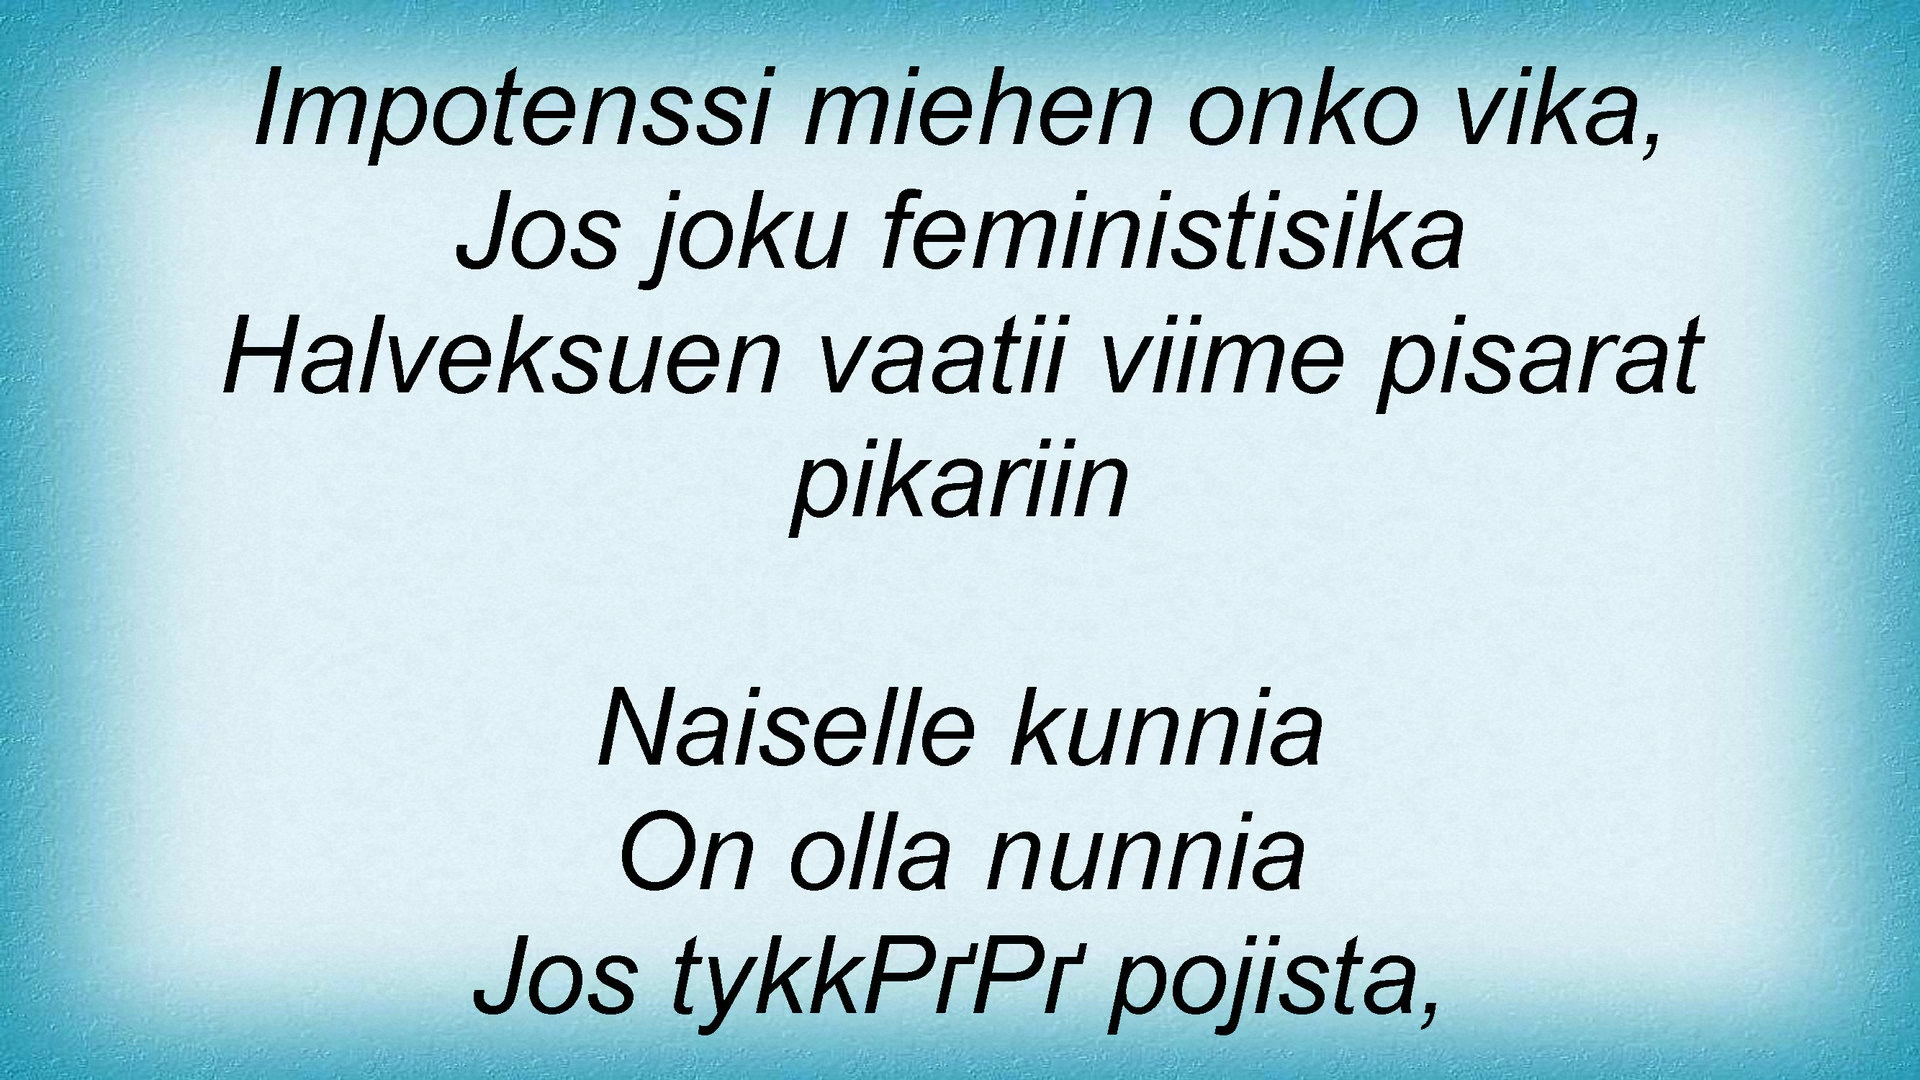 Impotenssi miehen onko vika,
Jos joku feministisika
Halveksuen vaatii viime pisarat
pikariin
Naiselle kunnia
On olla nunnia
Jos tykkРґРґ pojista,